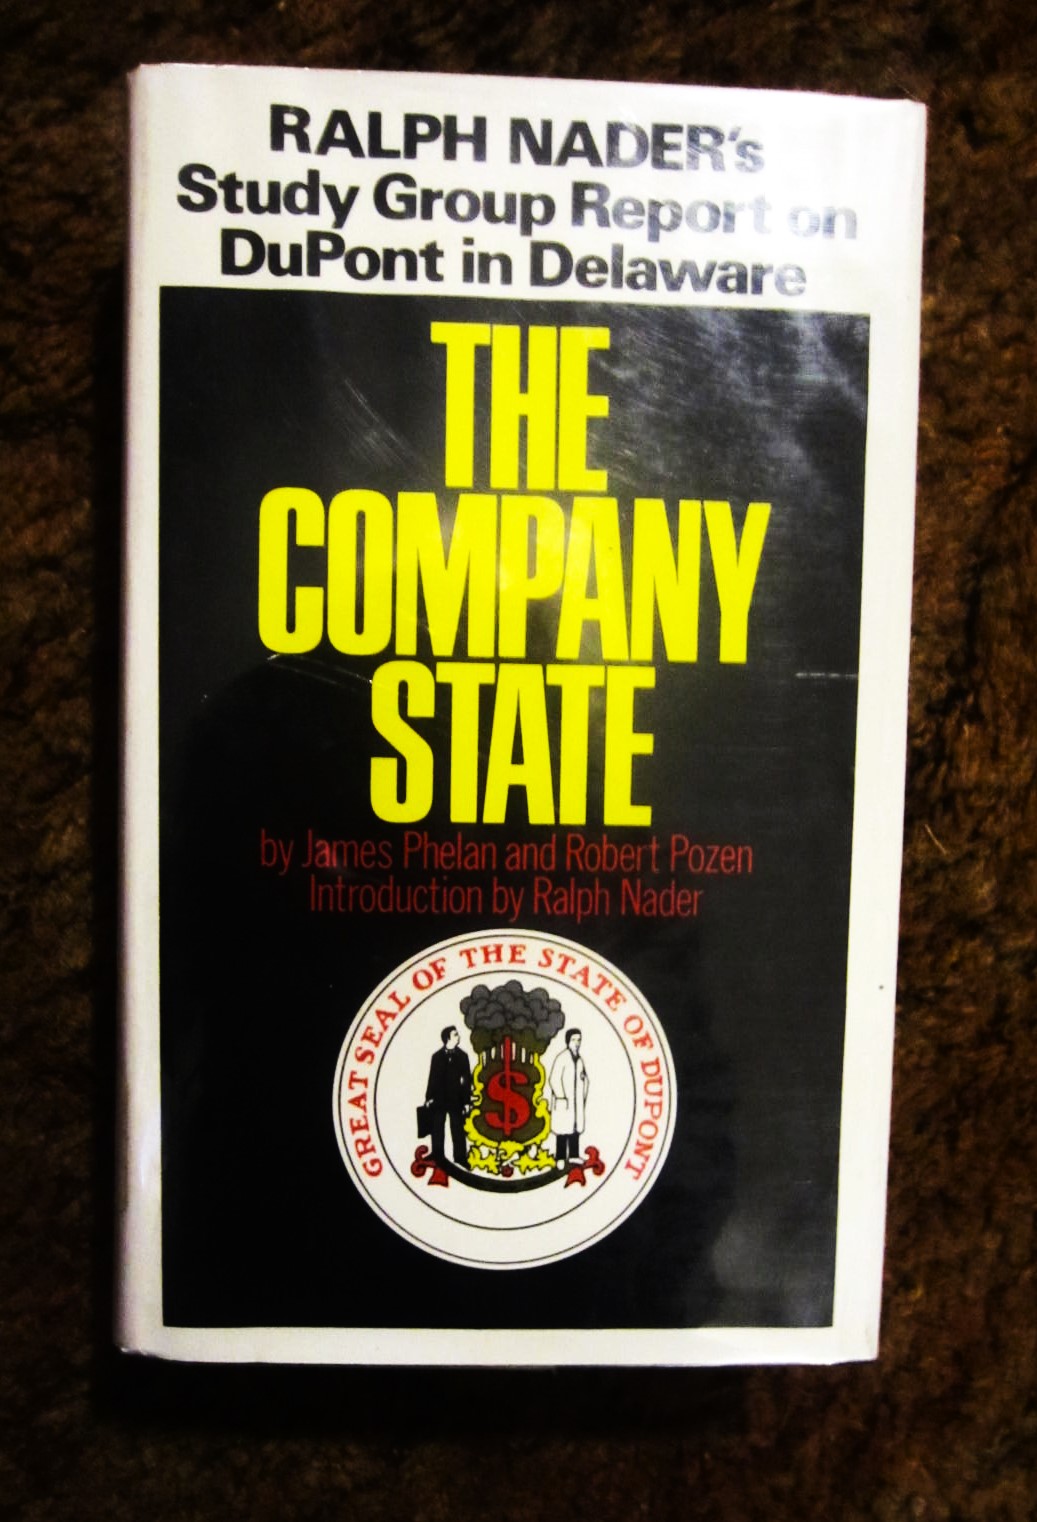 RALPH NADER's
Study Group Report on
DuPont in Delaware
THE
COMPANY
STATE
by James Phelan and Robert Pozen
Introduction by Ralph Nader
GREAT SEAL OF THE STATE OF DUPONT
$